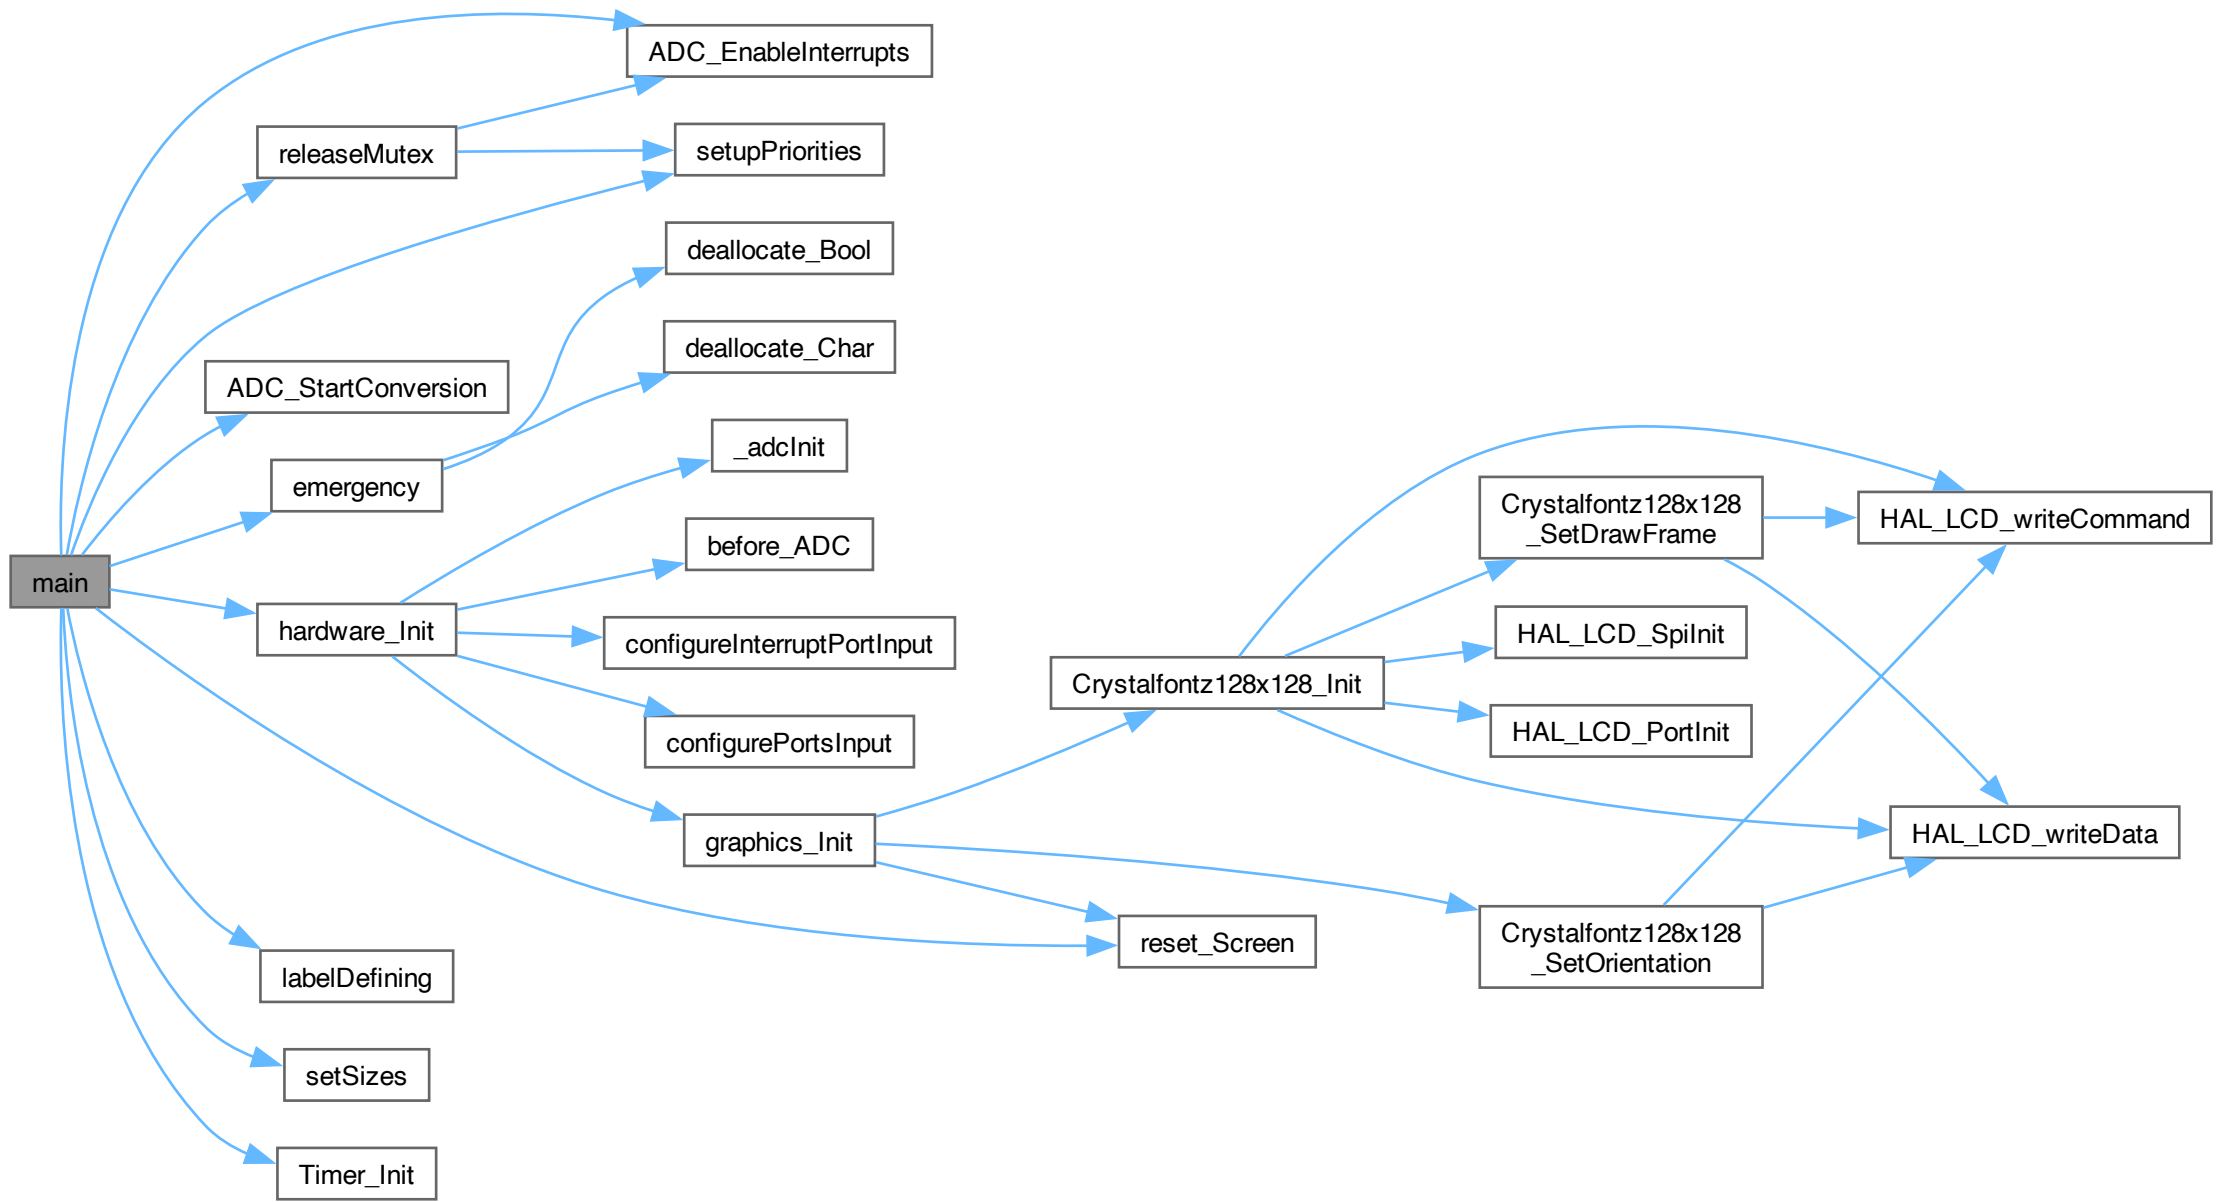 ADC_EnableInterrupts
releaseMutex
setupPriorities
deallocate_Bool
deallocate_Char
ADC_StartConversion
_adcInit
emergency
Crystalfontz128x128
_SetDrawFrame
HAL_LCD_writeCommand
before_ADC
main
hardware_Init
configureInterruptPortInput
HAL_LCD_SpiInit
Crystalfontz128x128_Init
HAL_LCD_PortInit
configurePortsInput
graphics_Init
HAL_LCD_writeData
reset_Screen
Crystalfontz128x128
_SetOrientation
labelDefining
setSizes
Timer_Init